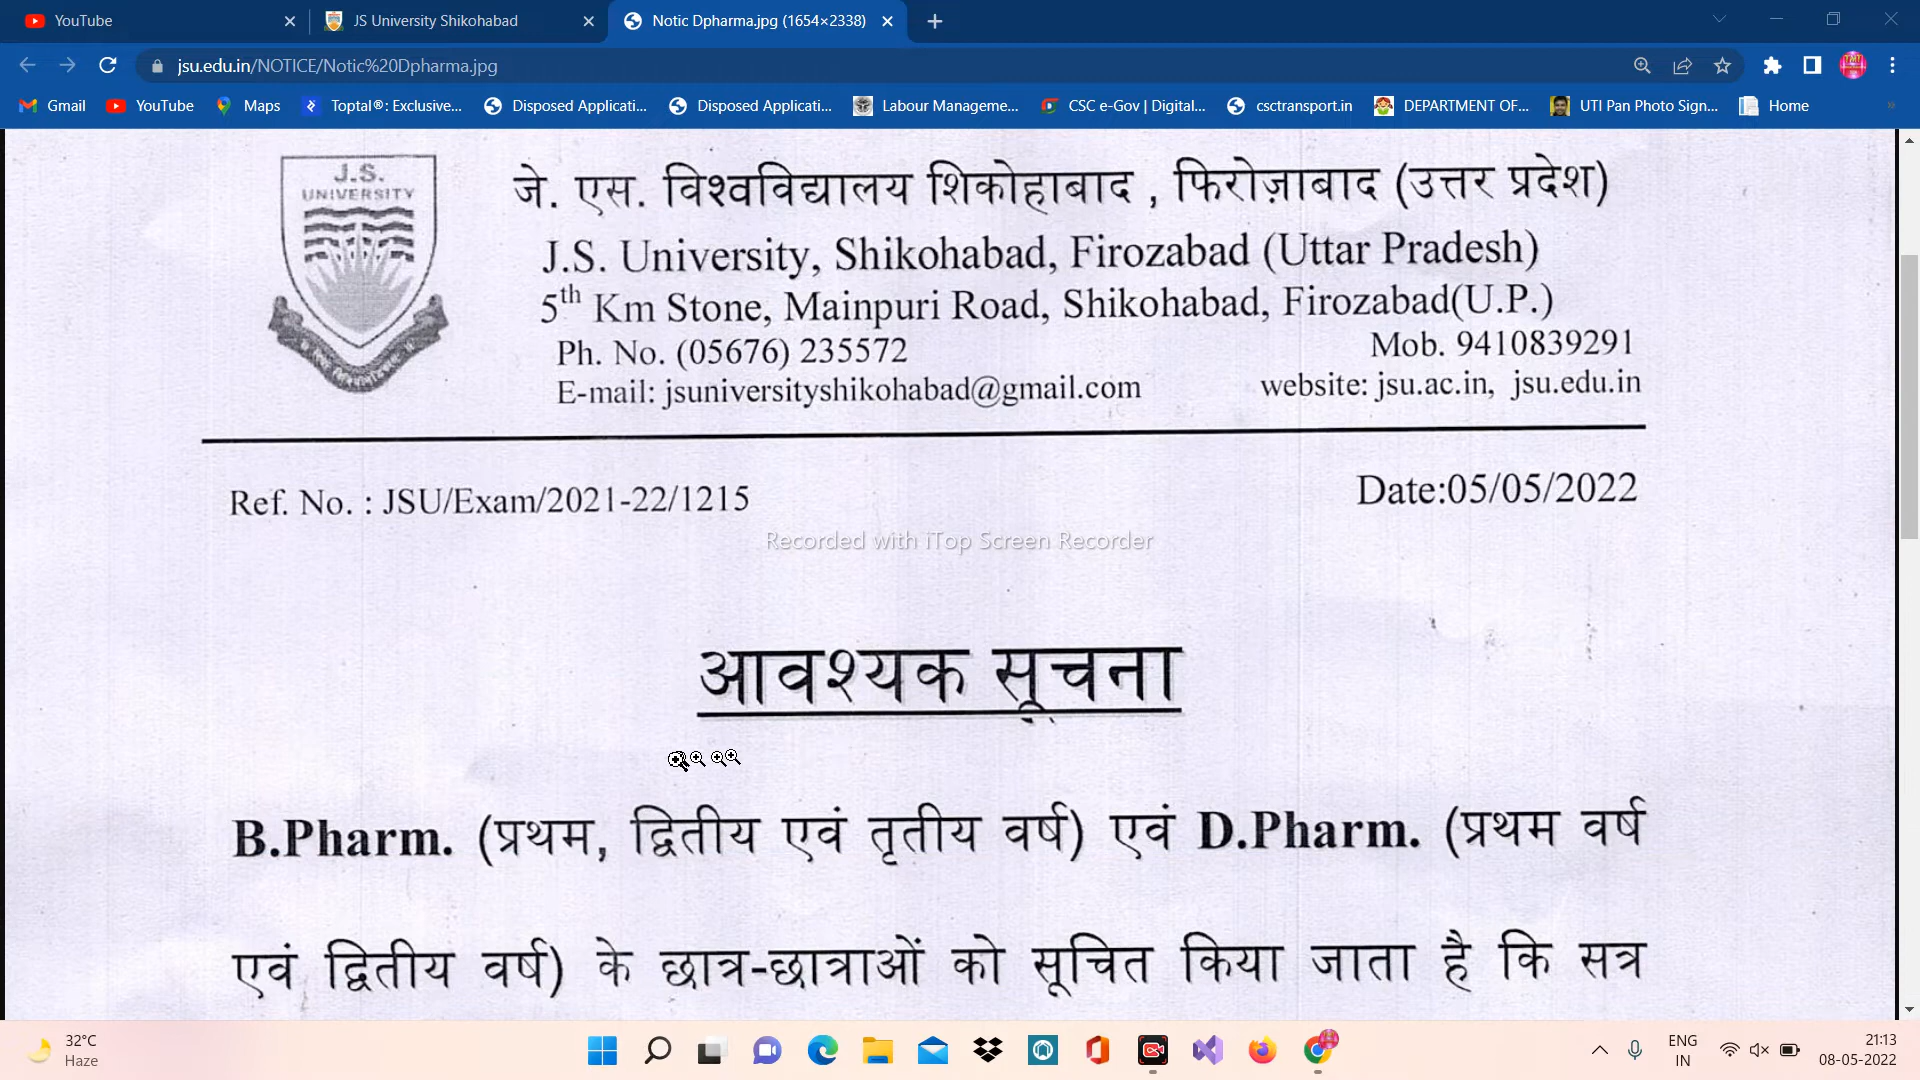 YouTube
JS University Shikohabad
Notic Dpharma.jpg (1654×2338)
jsu.edu.in/NOTICE/Notic%20Dpharma.jpg
Gmail
YouTube
Maps
Toptal®: Exclusive...
Disposed Applicati...
Disposed Applicati...
Labour Manageme...
CSC e-Gov | Digital...
csctransport.in
DEPARTMENT OF...
UTI Pan Photo Sign...
Home
J.S.
UNIVERSITY
जे. एस. विश्वविद्यालय शिकोहाबाद , फिरोज़ाबाद (उत्तर प्रदेश)
J.S. University, Shikohabad, Firozabad (Uttar Pradesh)
5th Km Stone, Mainpuri Road, Shikohabad, Firozabad(U.P.)
Ph. No. (05676) 235572 Mob. 9410839291
E-mail: jsuniversityshikohabad@gmail.com website: jsu.ac.in, jsu.edu.in
Ref. No. : JSU/Exam/2021-22/1215 Date:05/05/2022
Recorded with iTop Screen Recorder
आवश्यक सूचना
B.Pharm. (प्रथम, द्वितीय एवं तृतीय वर्ष) एवं D.Pharm. (प्रथम वर्ष
एवं द्वितीय वर्ष) के छात्र-छात्राओं को सूचित किया जाता है कि सत्र
32°C
Haze
ENG
IN
21:13
08-05-2022